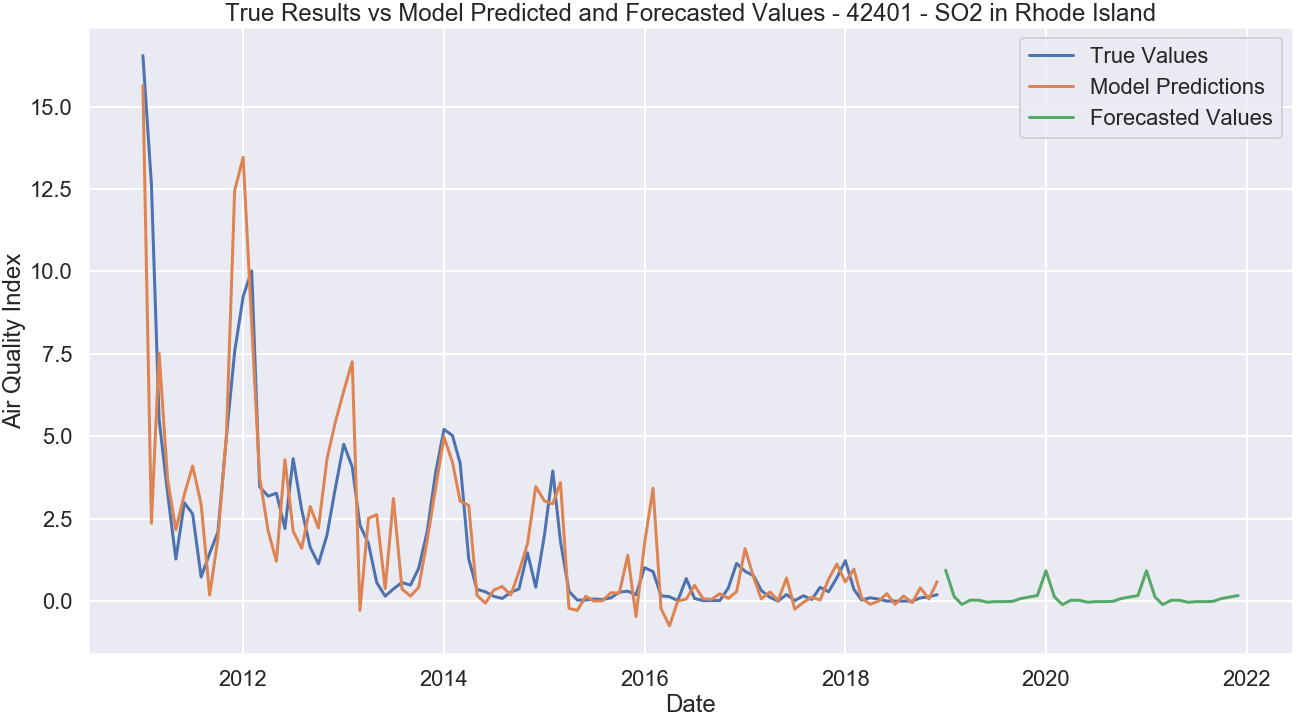 True Results vs Model Predicted and Forecasted Values - 42401 - SO2 in Rhode Island
True Values
Model Predictions
Forecasted Values
Air Quality Index
15.0
12.5
10.0
7.5
5.0
2.5
0.0
2012
2014
2016
2018
2020
2022
Date